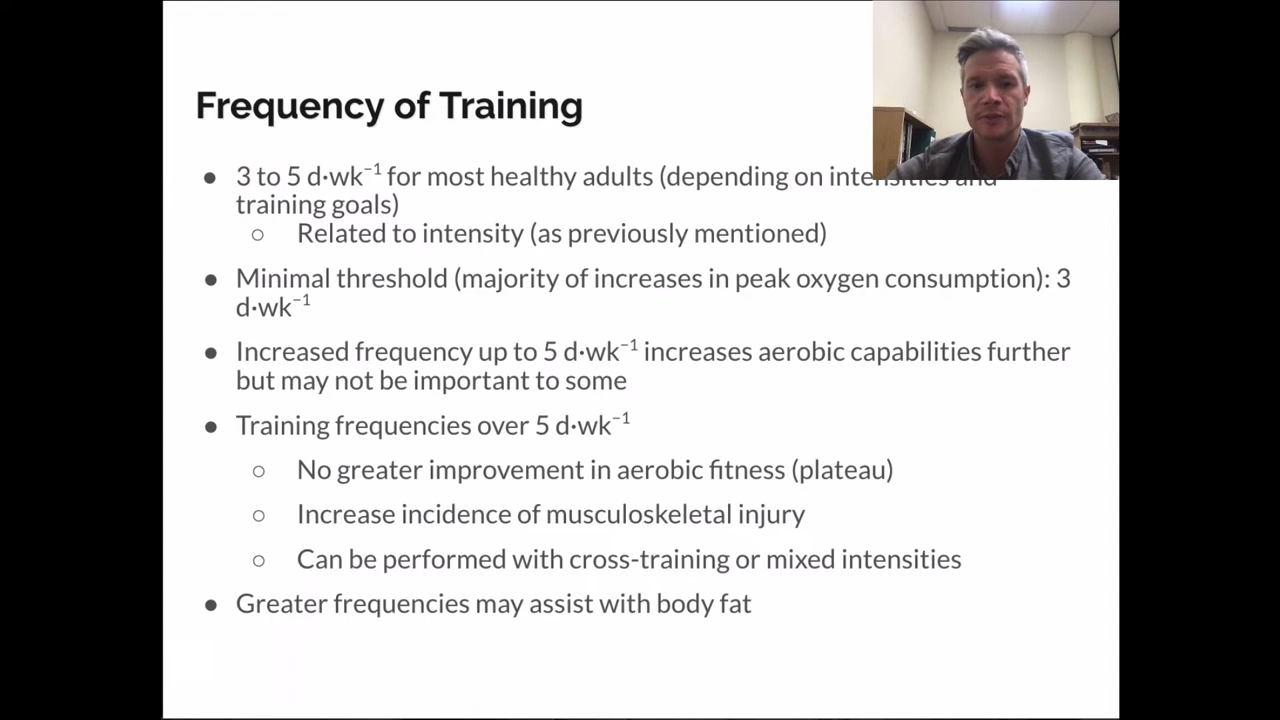 Frequency of Training
● 3 to 5 d·wk⁻¹ for most healthy adults (depending on intensities and
training goals)
○ Related to intensity (as previously mentioned)
● Minimal threshold (majority of increases in peak oxygen consumption): 3
d·wk⁻¹
● Increased frequency up to 5 d·wk⁻¹ increases aerobic capabilities further
but may not be important to some
● Training frequencies over 5 d·wk⁻¹
○ No greater improvement in aerobic fitness (plateau)
○ Increase incidence of musculoskeletal injury
○ Can be performed with cross-training or mixed intensities
● Greater frequencies may assist with body fat